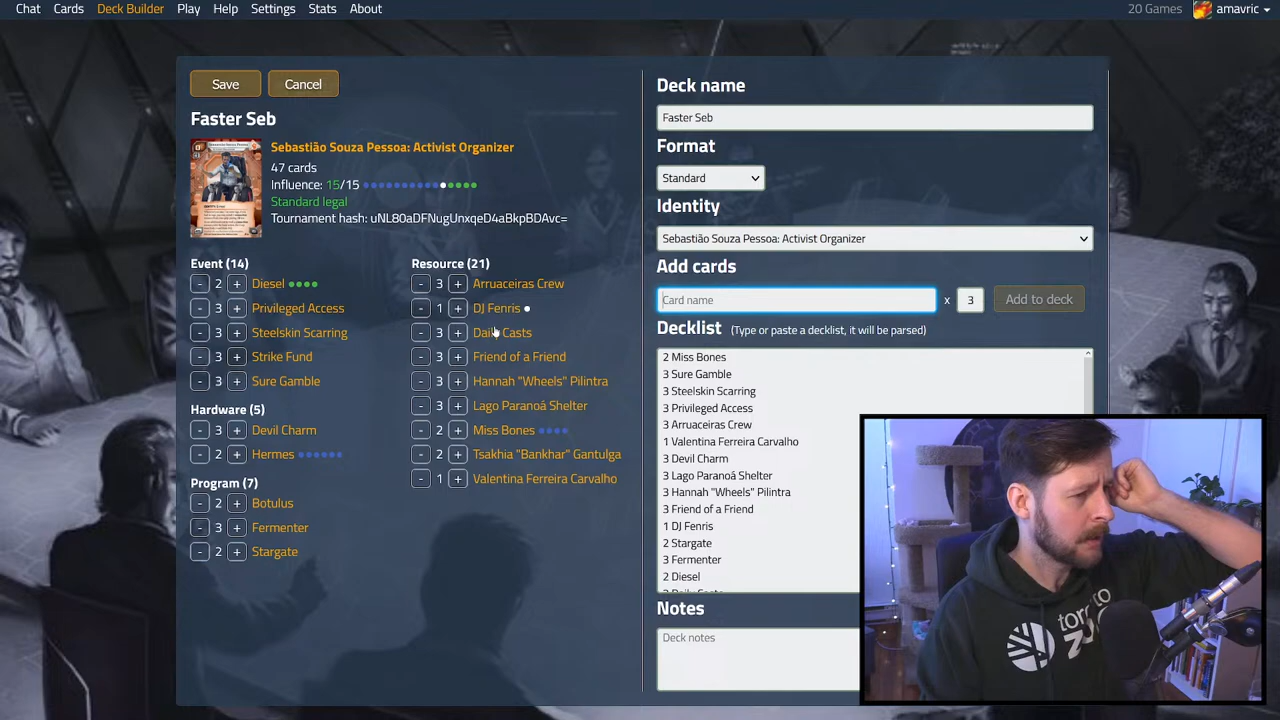 Chat Cards Deck Builder Play Help Settings Stats About 20 Games amavric
Save Cancel
Faster Seb
Sebastião Souza Pessoa: Activist Organizer
47 cards
Influence: 15/15
Standard legal
Tournament hash: uNL80aDFNugUnxqeD4aBkpBDAvc=
Event (14)
- 2 + Diesel
- 3 + Privileged Access
- 3 + Steelskin Scarring
- 3 + Strike Fund
- 3 + Sure Gamble
Hardware (5)
- 3 + Devil Charm
- 2 + Hermes
Program (7)
- 2 + Botulus
- 3 + Fermenter
- 2 + Stargate
Resource (21)
- 3 + Arruaceiras Crew
- 1 + DJ Fenris
- 3 + Daily Casts
- 3 + Friend of a Friend
- 3 + Hannah "Wheels" Pilintra
- 3 + Lago Paranoá Shelter
- 2 + Miss Bones
- 2 + Tsakhia "Bankhar" Gantulga
- 1 + Valentina Ferreira Carvalho
Deck name
Faster Seb
Format
Standard
Identity
Sebastião Souza Pessoa: Activist Organizer
Add cards
Card name x 3 Add to deck
Decklist (Type or paste a decklist, it will be parsed)
2 Miss Bones
3 Sure Gamble
3 Steelskin Scarring
3 Privileged Access
3 Arruaceiras Crew
1 Valentina Ferreira Carvalho
3 Devil Charm
3 Lago Paranoá Shelter
3 Hannah "Wheels" Pilintra
3 Friend of a Friend
1 DJ Fenris
2 Stargate
3 Fermenter
2 Diesel
3 Daily Casts
Notes
Deck notes
toronto